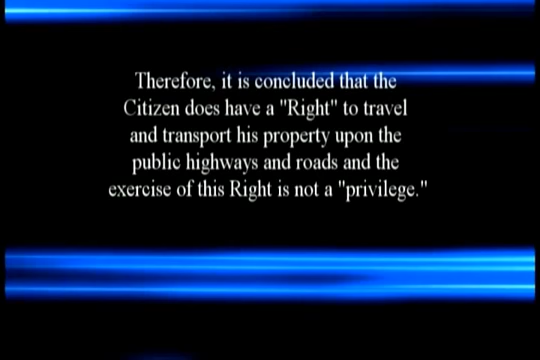 Therefore, it is concluded that the
Citizen does have a "Right" to travel
and transport his property upon the
public highways and roads and the
exercise of this Right is not a "privilege."